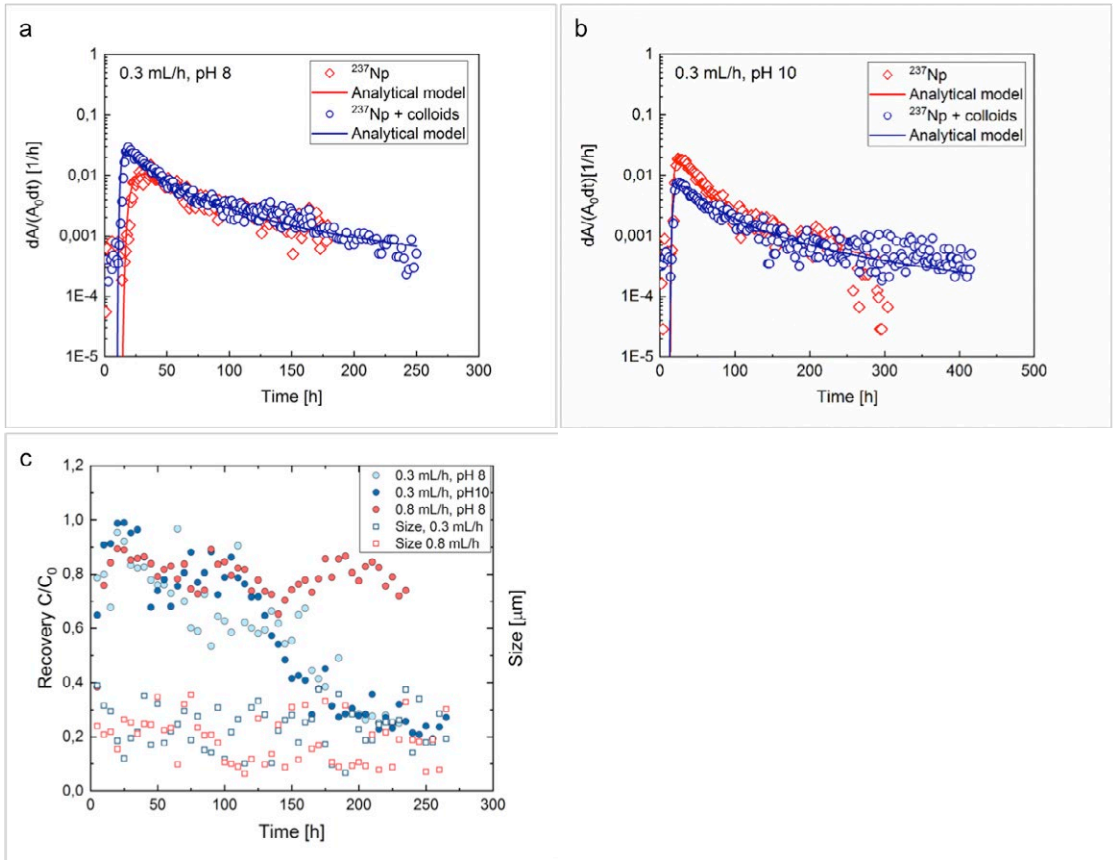 a
0.3 mL/h, pH 8
²³⁷Np
Analytical model
²³⁷Np + colloids
Analytical model
1
0,1
0,01
0,001
1E-4
1E-5
dA/(A₀dt) [1/h]
0
50
100
150
200
250
300
Time [h]
b
0.3 mL/h, pH 10
²³⁷Np
Analytical model
²³⁷Np + colloids
Analytical model
1
0,1
0,01
0,001
1E-4
1E-5
dA/(A₀dt)[1/h]
0
100
200
300
400
500
Time [h]
c
0.3 mL/h, pH 8
0.3 mL/h, pH10
0.8 mL/h, pH 8
Size, 0.3 mL/h
Size 0.8 mL/h
1,2
1,0
0,8
0,6
0,4
0,2
0,0
Recovery C/C₀
Size [µm]
0
50
100
150
200
250
300
Time [h]